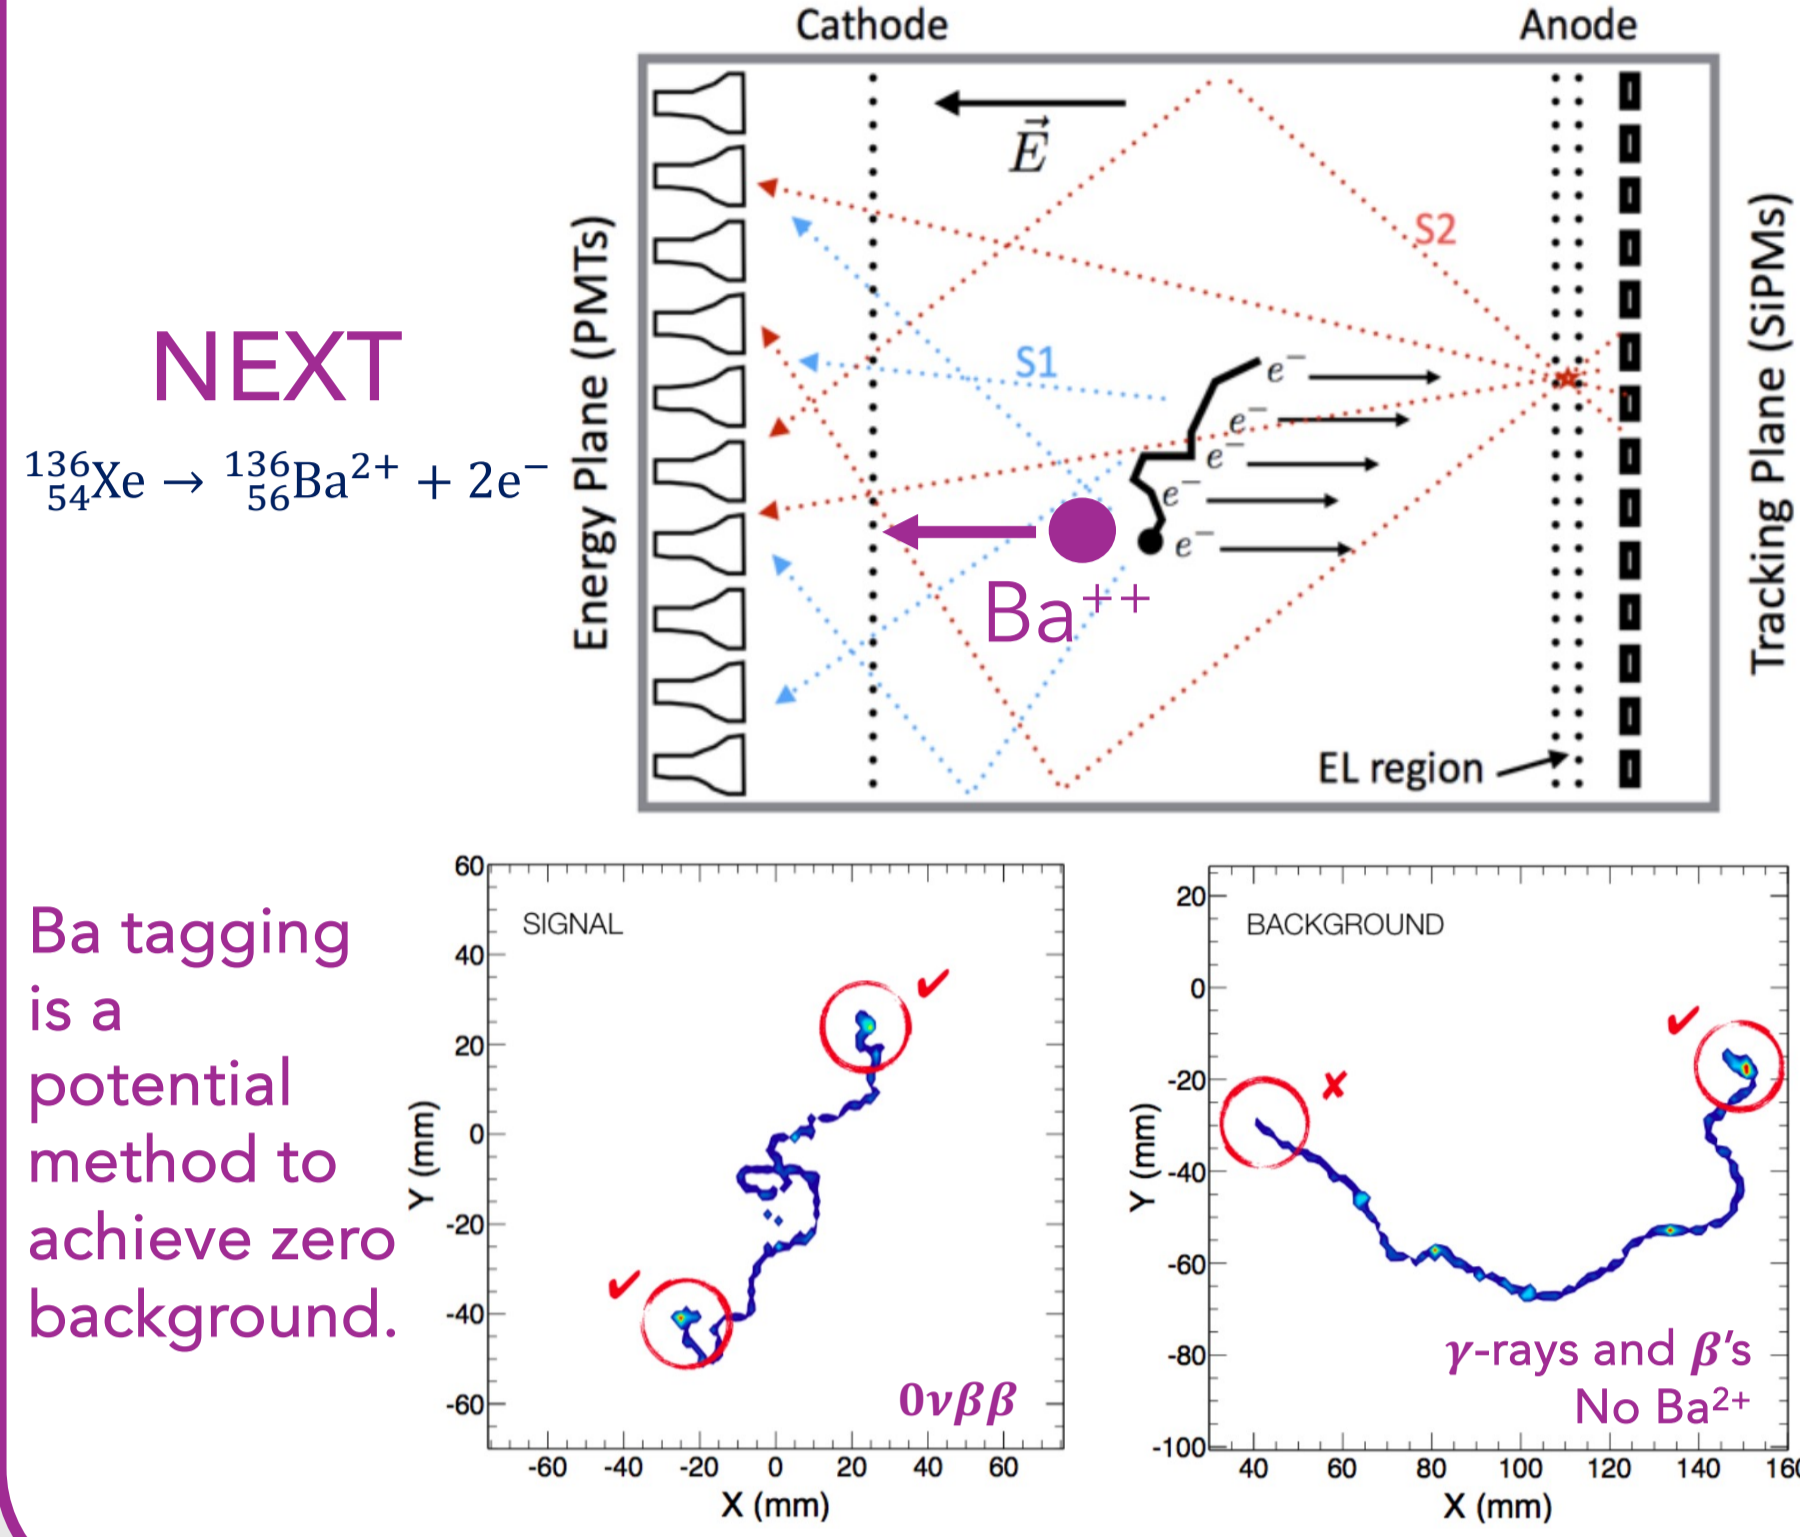 Cathode
Anode
E⃗
S2
S1
e⁻
e⁻
e⁻
e⁻
e⁻
Ba⁺⁺
EL region
Energy Plane (PMTs)
Tracking Plane (SiPMs)
NEXT
¹³⁶₅₄Xe → ¹³⁶₅₆Ba²⁺ + 2e⁻
Ba tagging
is a
potential
method to
achieve zero
background.
SIGNAL
60
40
20
0
-20
-40
-60
Y (mm)
0νββ
-60 -40 -20 0 20 40 60
X (mm)
BACKGROUND
20
0
-20
-40
-60
-80
-100
Y (mm)
γ-rays and β's
No Ba²⁺
40 60 80 100 120 140 160
X (mm)